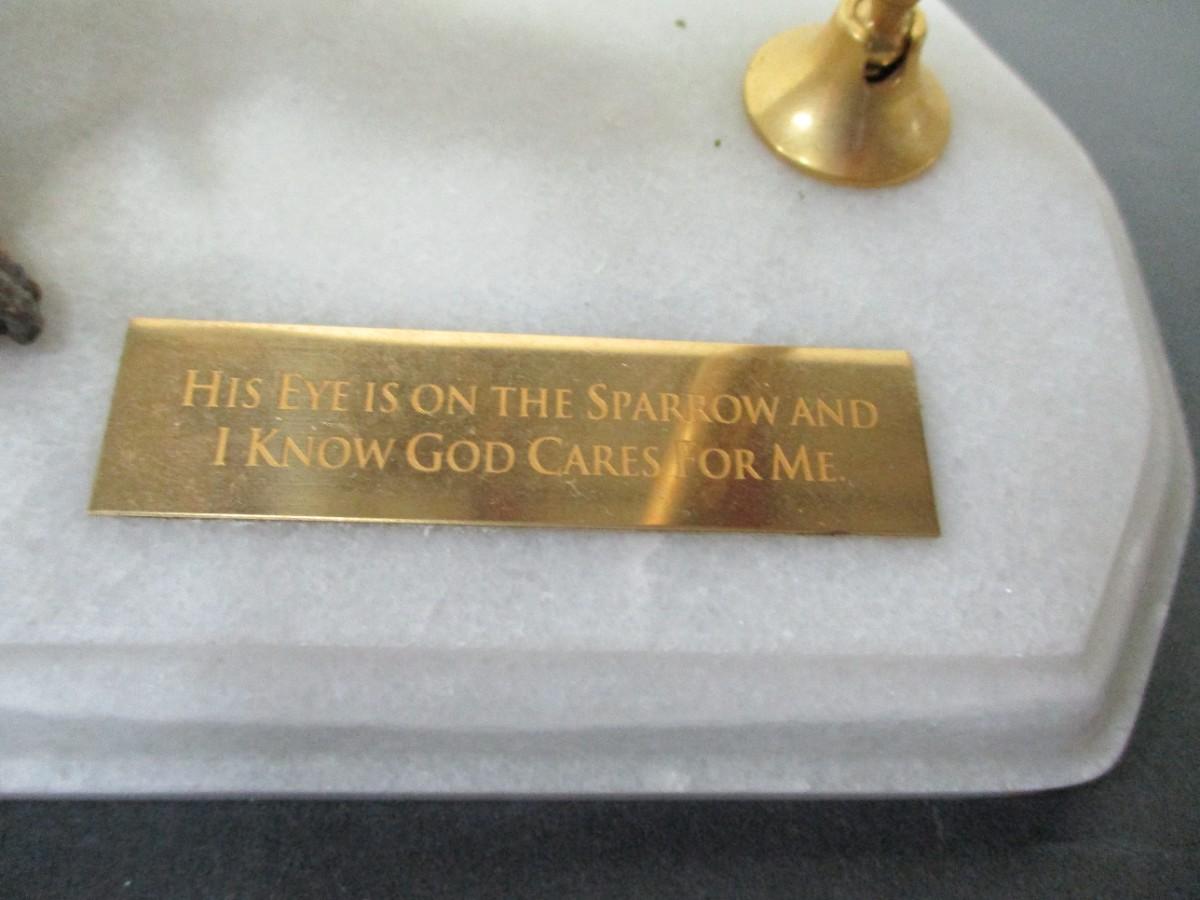 His Eye is on the Sparrow and
I Know God Cares For Me.